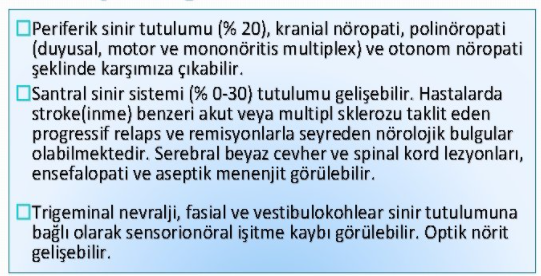 Periferik sinir tutulumu (% 20), kranial nöropati, polinöropati
(duyusal, motor ve mononöritis multiplex) ve otonom nöropati
şeklinde karşımıza çıkabilir.
Santral sinir sistemi (% 0-30) tutulumu gelişebilir. Hastalarda
stroke(inme) benzeri akut veya multipl sklerozu taklit eden
progressif relaps ve remisyonlarla seyreden nörolojik bulgular
olabilmektedir. Serebral beyaz cevher ve spinal kord lezyonları,
ensefalopati ve aseptik menenjit görülebilir.
Trigeminal nevralji, fasial ve vestibulokohlear sinir tutulumuna
bağlı olarak sensorionöral işitme kaybı görülebilir. Optik nörit
gelişebilir.